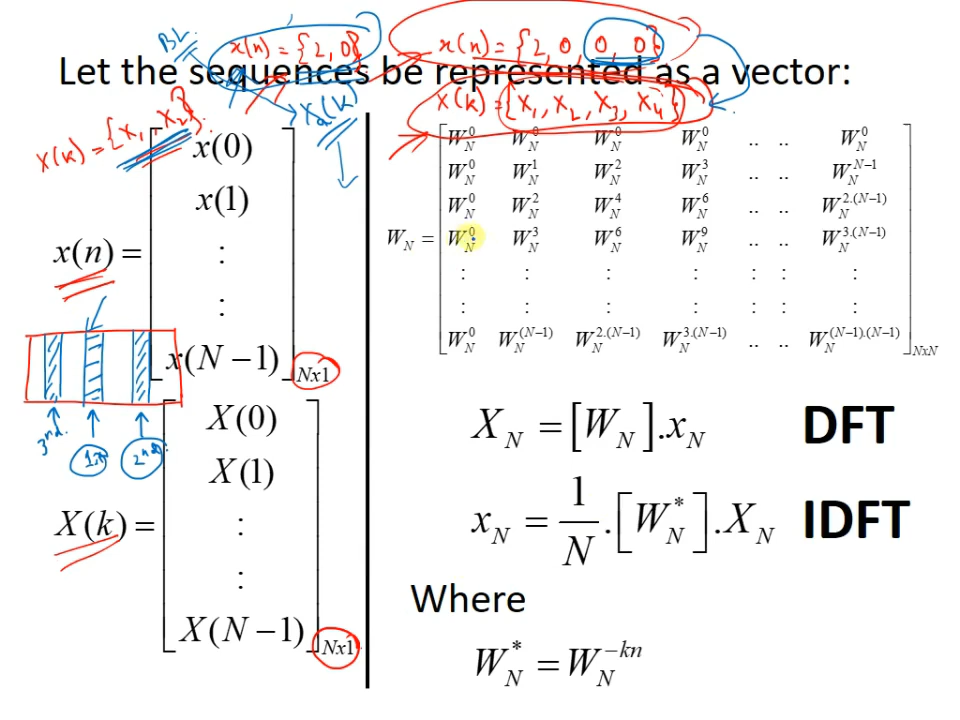 BL x(n) = {2, 0} x(n) = {2, 0, 0, 0}
Let the sequences be represented as a vector:
X(k) = {X₁, X₂} X₂(k) X(k) = {X₁, X₂, X₃, X₄}
x(n) = [ x(0)
x(1)
:
:
x(N − 1) ] Nx1
3rd 1st 2nd
X(k) = [ X(0)
X(1)
:
:
X(N − 1) ] Nx1
W_N = [ W_N^0 W_N^0 W_N^0 W_N^0 .. .. W_N^0
W_N^0 W_N^1 W_N^2 W_N^3 .. .. W_N^{N−1}
W_N^0 W_N^2 W_N^4 W_N^6 .. .. W_N^{2.(N−1)}
W_N^0 W_N^3 W_N^6 W_N^9 .. .. W_N^{3.(N−1)}
: : : : : : :
: : : : : : :
W_N^0 W_N^{(N−1)} W_N^{2.(N−1)} W_N^{3.(N−1)} .. .. W_N^{(N−1).(N−1)} ] NxN
X_N = [W_N].x_N DFT
x_N = 1/N .[W_N^*].X_N IDFT
Where
W_N^* = W_N^{−kn}